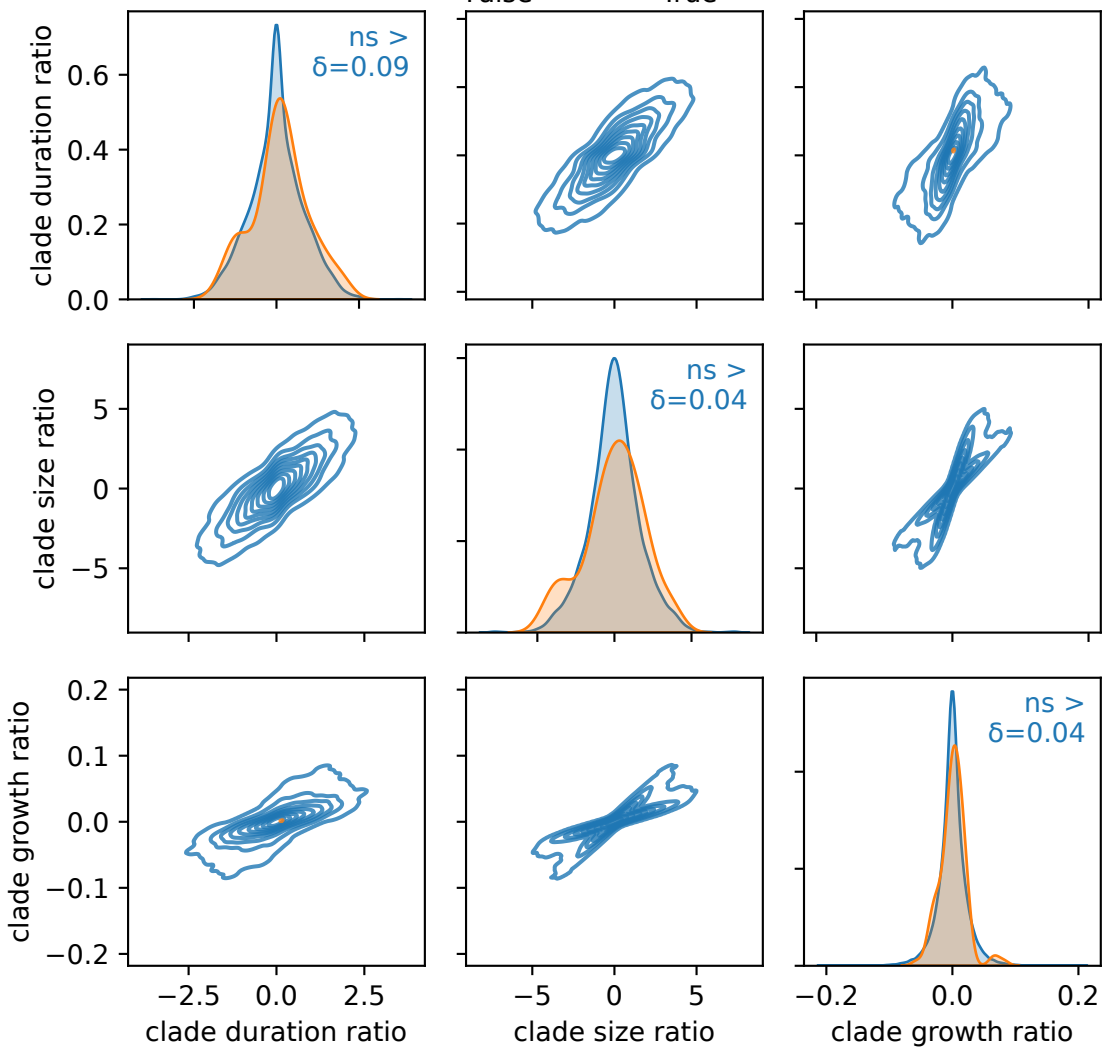 clade duration ratio
0.6
0.4
0.2
0.0
ns >
δ=0.09
clade size ratio
5
0
−5
ns >
δ=0.04
clade growth ratio
0.2
0.1
0.0
−0.1
−0.2
ns >
δ=0.04
−2.5 0.0 2.5
clade duration ratio
−5 0 5
clade size ratio
−0.2 0.0 0.2
clade growth ratio